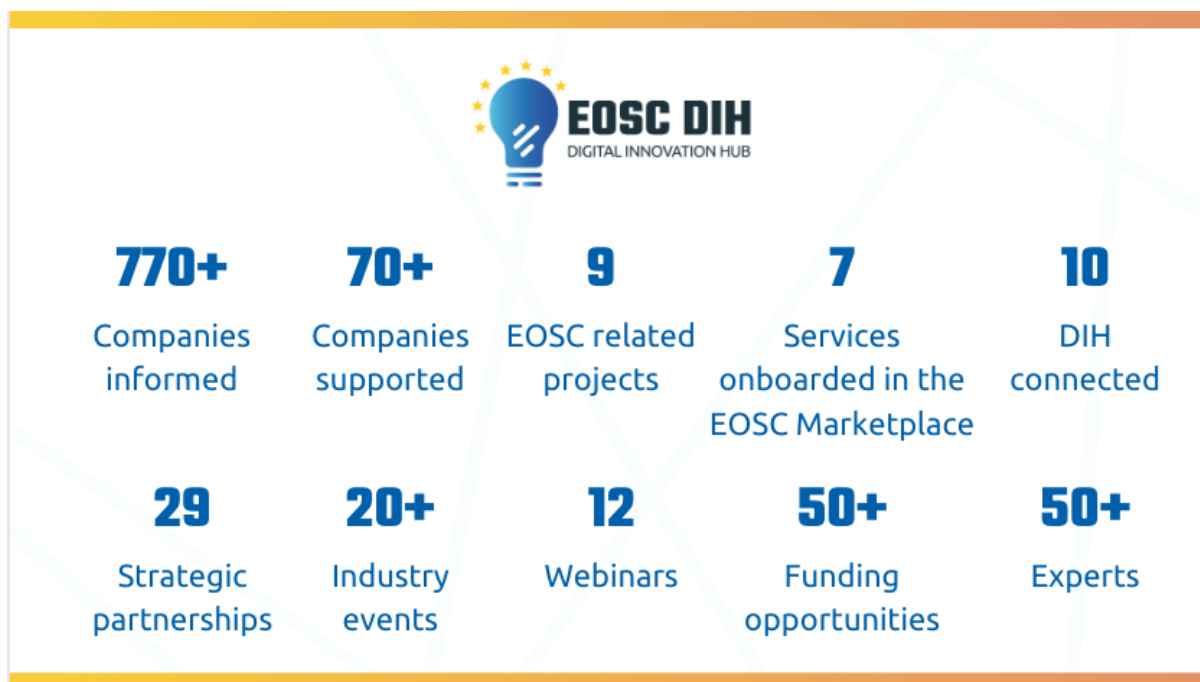 EOSC DIH
DIGITAL INNOVATION HUB
770+
Companies
informed
70+
Companies
supported
9
EOSC related
projects
7
Services
onboarded in the
EOSC Marketplace
10
DIH
connected
29
Strategic
partnerships
20+
Industry
events
12
Webinars
50+
Funding
opportunities
50+
Experts